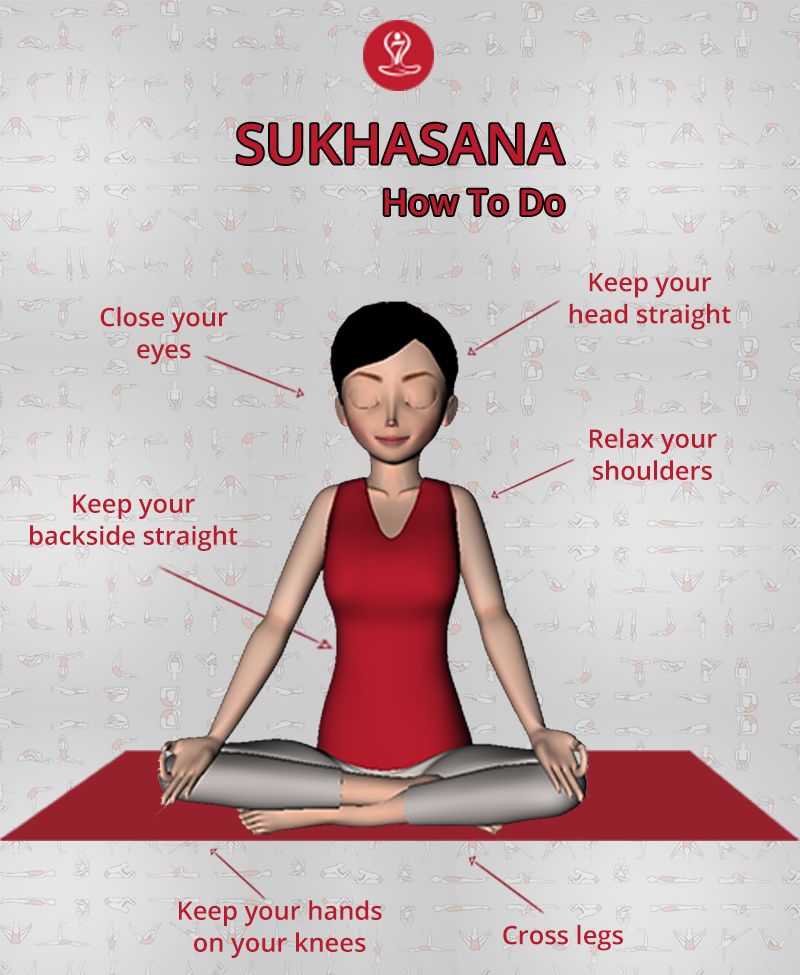 SUKHASANA
How To Do
Keep your
head straight
Close your
eyes
Relax your
shoulders
Keep your
backside straight
Keep your hands
on your knees
Cross legs